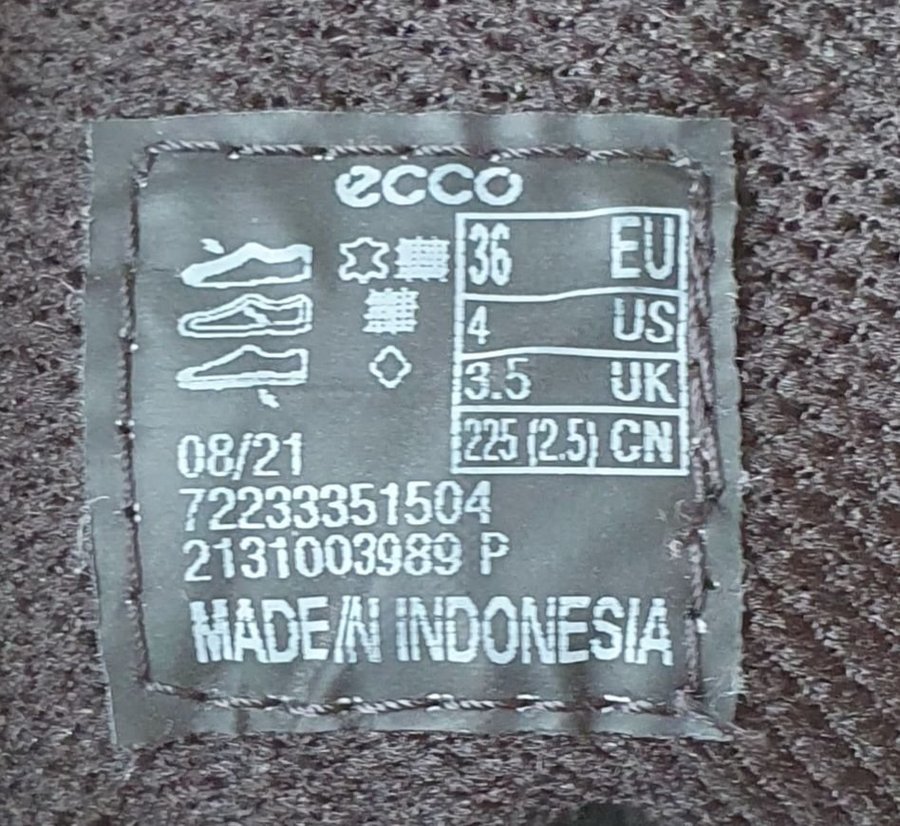 ecco
36 EU
4 US
3.5 UK
225 (2.5) CN
08/21
72233351504
2131003989 P
MADE IN INDONESIA